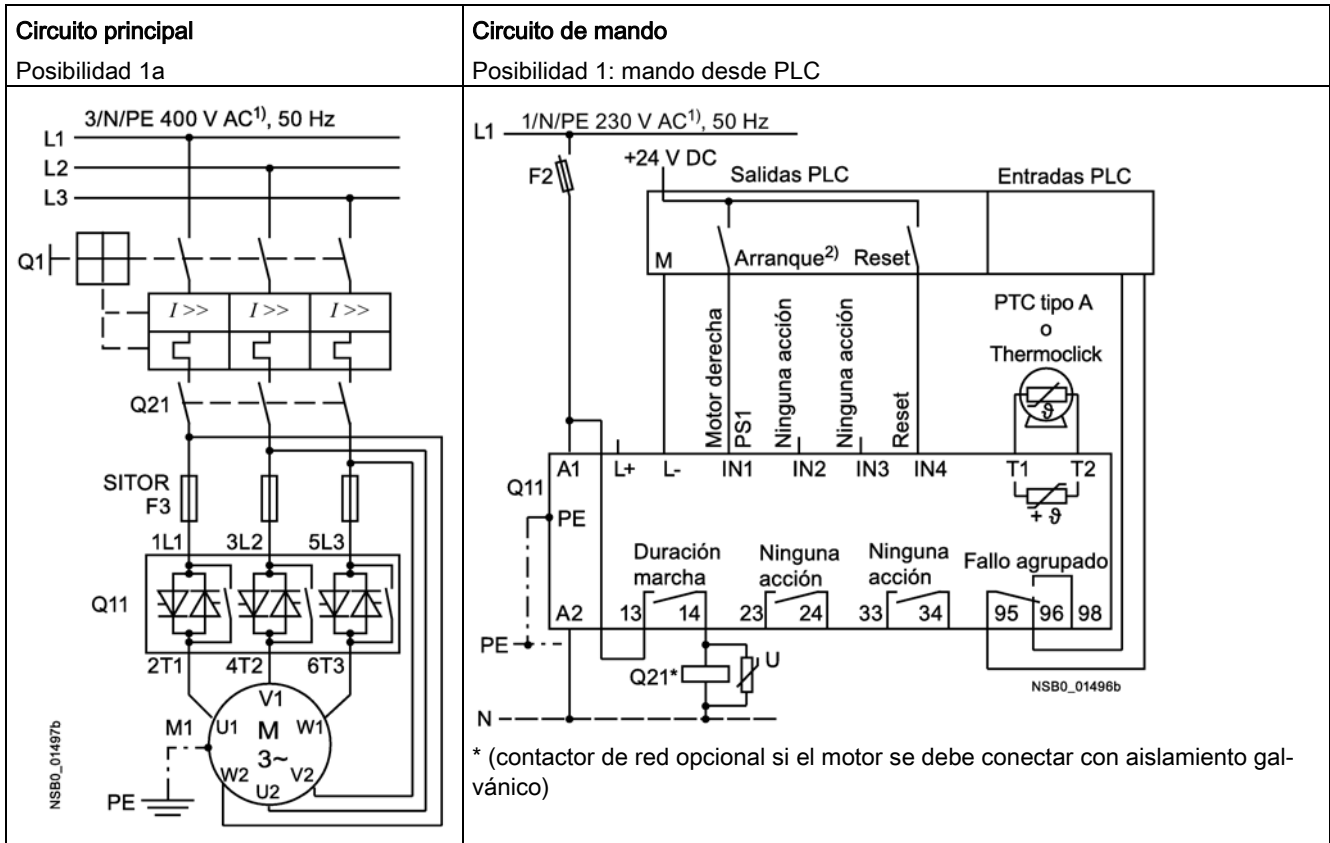 Circuito principal
Posibilidad 1a
3/N/PE 400 V AC1), 50 Hz
L1
L2
L3
Q1
I >> I >> I >>
Q21
SITOR
F3
1L1 3L2 5L3
Q11
2T1 4T2 6T3
V1
M1 U1 M W1
3~
W2 V2
U2
PE
NSB0_01497b
Circuito de mando
Posibilidad 1: mando desde PLC
L1 1/N/PE 230 V AC1), 50 Hz
+24 V DC
F2
Salidas PLC Entradas PLC
M Arranque2) Reset
Motor derecha
PS1
Ninguna acción
Ninguna acción
Reset
PTC tipo A
o
Thermoclick
ϑ
A1 L+ L- IN1 IN2 IN3 IN4 T1 T2
Q11
+ ϑ
PE
Duración
marcha
Ninguna
acción
Ninguna
acción
Fallo agrupado
A2 13 14 23 24 33 34 95 96 98
PE
Q21* U
NSB0_01496b
N
* (contactor de red opcional si el motor se debe conectar con aislamiento gal-
vánico)